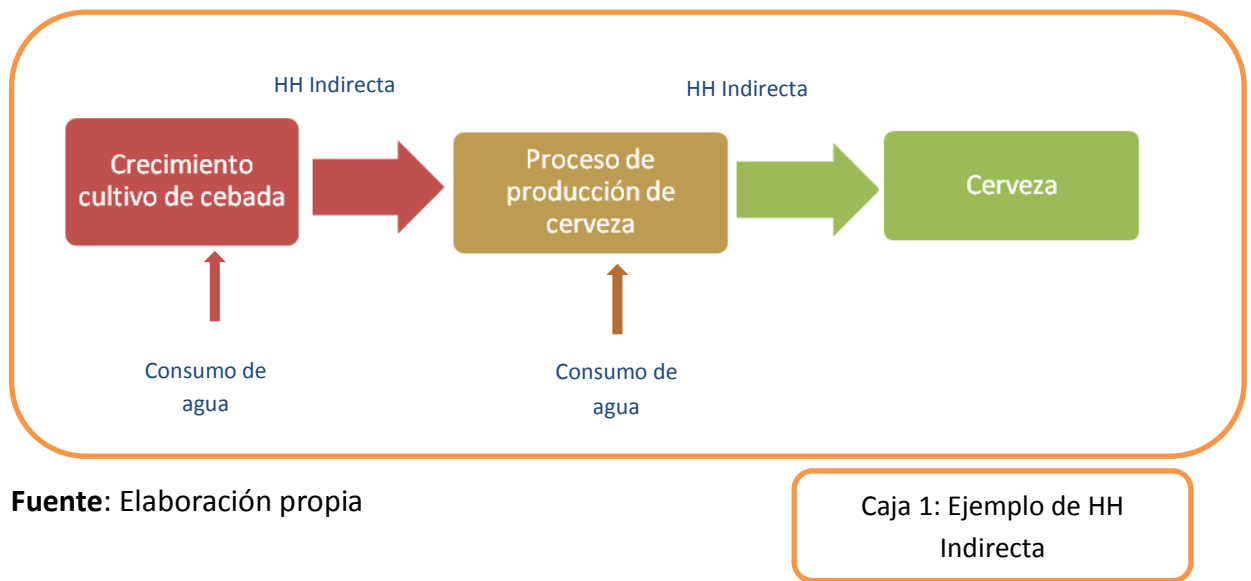 HH Indirecta
HH Indirecta
Crecimiento
cultivo de cebada
Proceso de
producción de
cerveza
Cerveza
Consumo de
agua
Consumo de
agua
Fuente: Elaboración propia
Caja 1: Ejemplo de HH
Indirecta